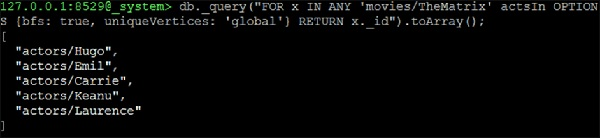 127.0.0.1:8529@_system> db._query("FOR x IN ANY 'movies/TheMatrix' actsIn OPTION
S {bfs: true, uniqueVertices: 'global'} RETURN x._id").toArray();
[
  "actors/Hugo",
  "actors/Emil",
  "actors/Carrie",
  "actors/Keanu",
  "actors/Laurence"
]